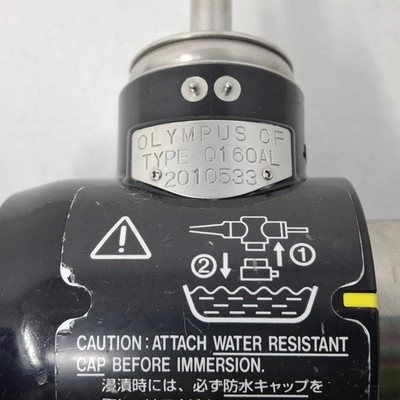 OLYMPUS CF
TYPE Q160AL
2010533
①
②
CAUTION: ATTACH WATER RESISTANT
CAP BEFORE IMMERSION.
浸漬時には、必ず防水キャップを